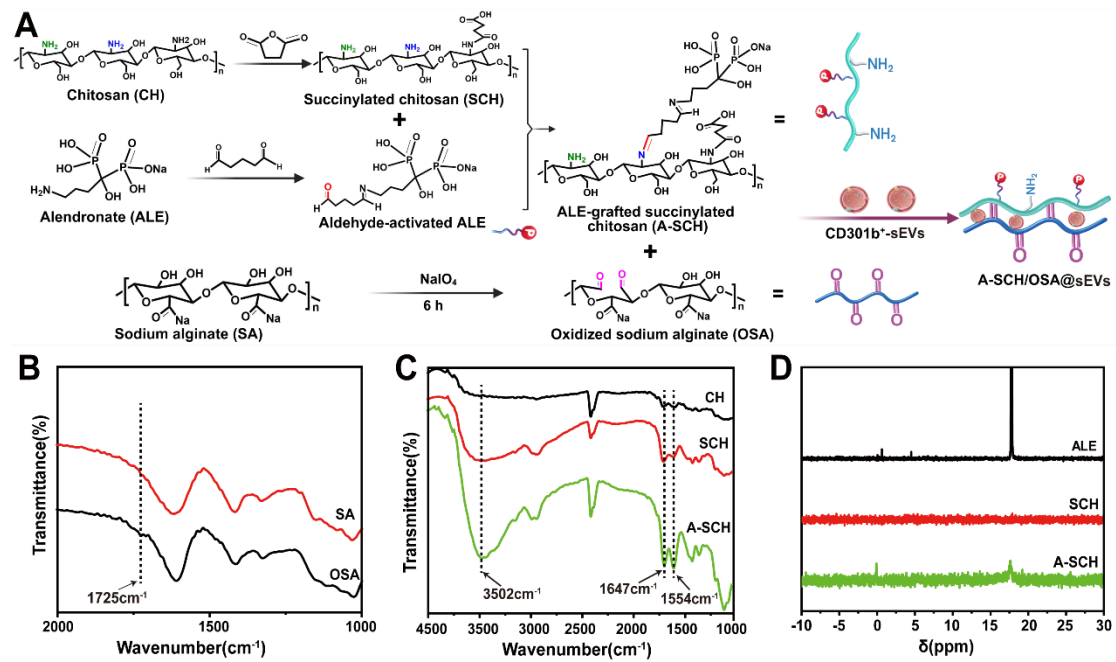 A
Chitosan (CH)
Succinylated chitosan (SCH)
+
Alendronate (ALE)
Aldehyde-activated ALE
ALE-grafted succinylated
chitosan (A-SCH)
+
=
NH2
NH2
CD301b+-sEVs
NH2
A-SCH/OSA@sEVs
Sodium alginate (SA)
NaIO4
6 h
Oxidized sodium alginate (OSA)
=
B
Transmittance(%)
SA
OSA
1725cm-1
2000 1500 1000
Wavenumber(cm-1)
C
Transmittance(%)
CH
SCH
A-SCH
3502cm-1
1647cm-1
1554cm-1
4500 4000 3000 2000 1000
Wavenumber(cm-1)
D
ALE
SCH
A-SCH
-10 -5 0 5 10 15 20 25 30
δ(ppm)